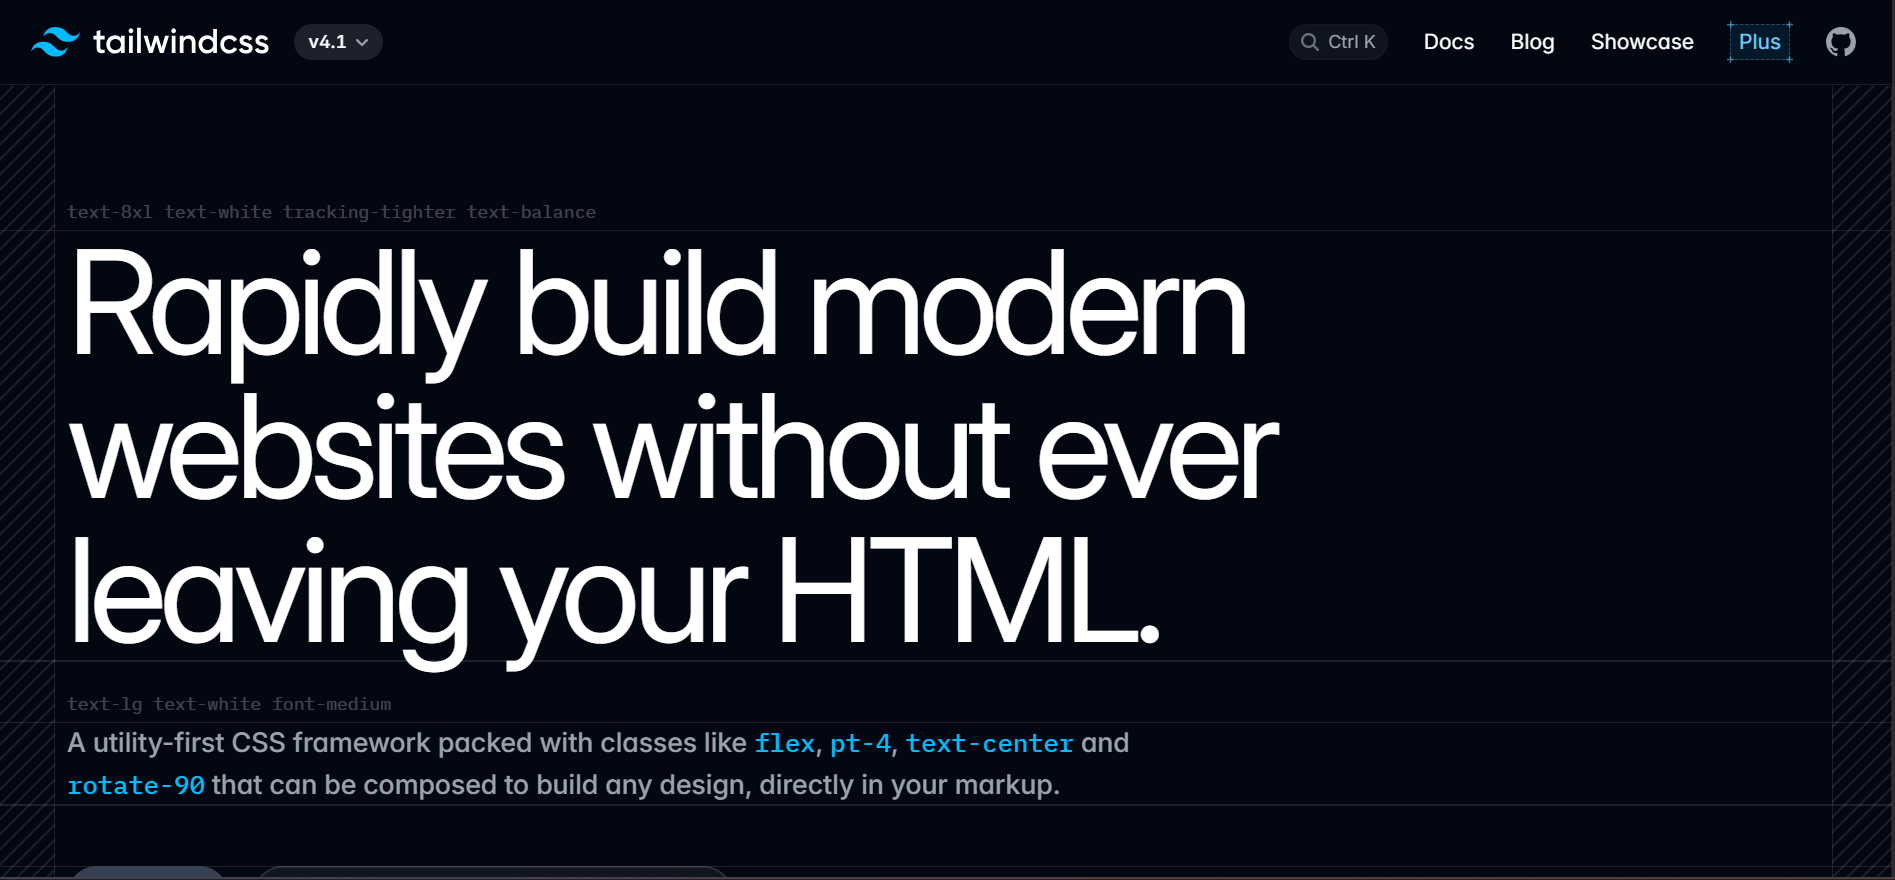 tailwindcss v4.1 Ctrl K Docs Blog Showcase Plus
text-8xl text-white tracking-tighter text-balance
Rapidly build modern
websites without ever
leaving your HTML.
text-lg text-white font-medium
A utility-first CSS framework packed with classes like flex, pt-4, text-center and
rotate-90 that can be composed to build any design, directly in your markup.